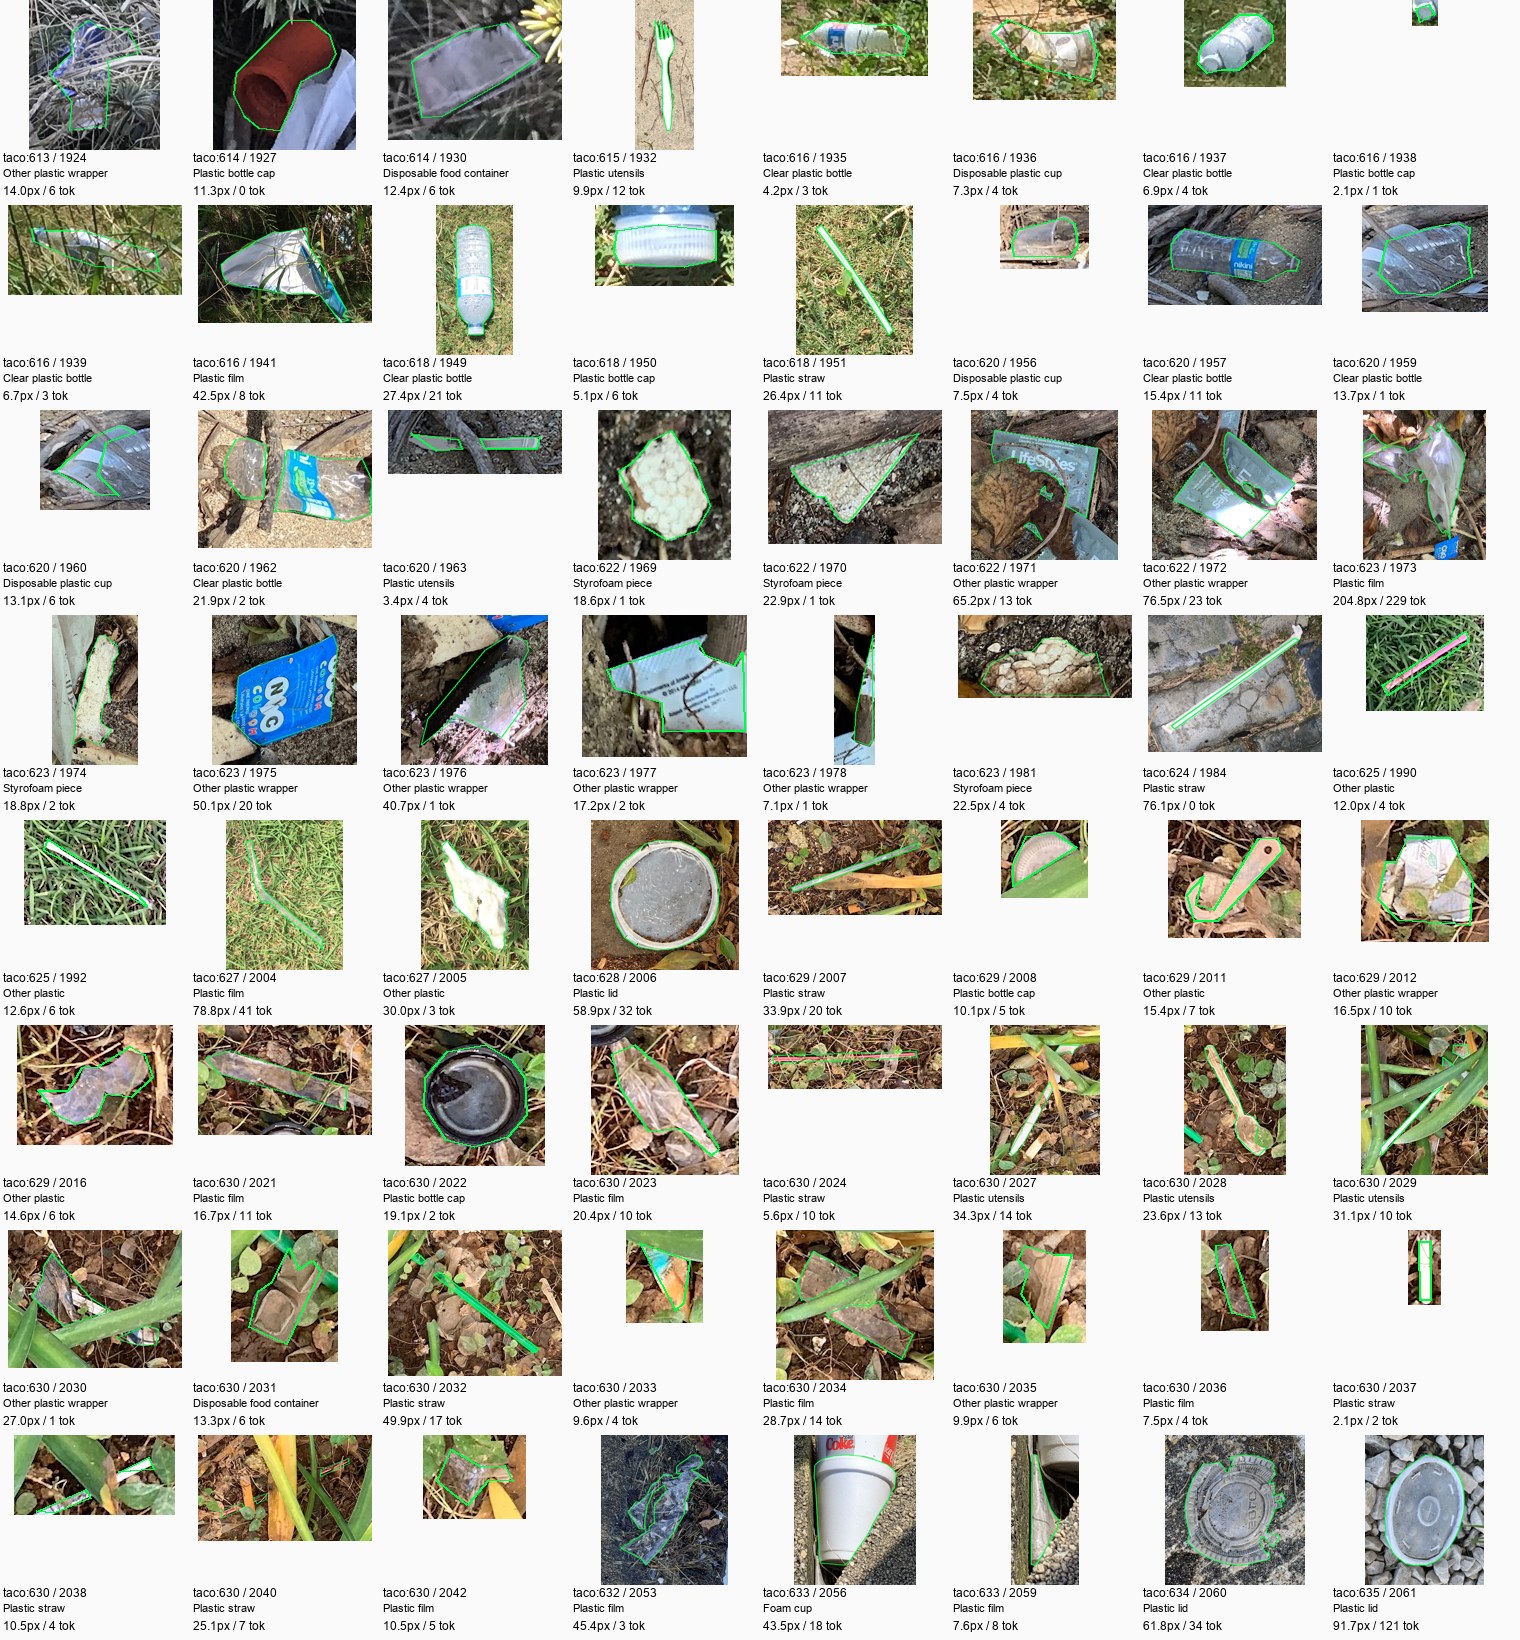 taco:613 / 1924
Other plastic wrapper
14.0px / 6 tok
taco:614 / 1927
Plastic bottle cap
11.3px / 0 tok
taco:614 / 1930
Disposable food container
12.4px / 6 tok
taco:615 / 1932
Plastic utensils
9.9px / 12 tok
taco:616 / 1935
Clear plastic bottle
4.2px / 3 tok
taco:616 / 1936
Disposable plastic cup
7.3px / 4 tok
taco:616 / 1937
Clear plastic bottle
6.9px / 4 tok
taco:616 / 1938
Plastic bottle cap
2.1px / 1 tok
nikini
taco:616 / 1939
Clear plastic bottle
6.7px / 3 tok
taco:616 / 1941
Plastic film
42.5px / 8 tok
taco:618 / 1949
Clear plastic bottle
27.4px / 21 tok
taco:618 / 1950
Plastic bottle cap
5.1px / 6 tok
taco:618 / 1951
Plastic straw
26.4px / 11 tok
taco:620 / 1956
Disposable plastic cup
7.5px / 4 tok
taco:620 / 1957
Clear plastic bottle
15.4px / 11 tok
taco:620 / 1959
Clear plastic bottle
13.7px / 1 tok
LifeStyles
taco:620 / 1960
Disposable plastic cup
13.1px / 6 tok
taco:620 / 1962
Clear plastic bottle
21.9px / 2 tok
taco:620 / 1963
Plastic utensils
3.4px / 4 tok
taco:622 / 1969
Styrofoam piece
18.6px / 1 tok
taco:622 / 1970
Styrofoam piece
22.9px / 1 tok
taco:622 / 1971
Other plastic wrapper
65.2px / 13 tok
taco:622 / 1972
Other plastic wrapper
76.5px / 23 tok
taco:623 / 1973
Plastic film
204.8px / 229 tok
NYC
CONDOM
taco:623 / 1974
Styrofoam piece
18.8px / 2 tok
taco:623 / 1975
Other plastic wrapper
50.1px / 20 tok
taco:623 / 1976
Other plastic wrapper
40.7px / 1 tok
taco:623 / 1977
Other plastic wrapper
17.2px / 2 tok
taco:623 / 1978
Other plastic wrapper
7.1px / 1 tok
taco:623 / 1981
Styrofoam piece
22.5px / 4 tok
taco:624 / 1984
Plastic straw
76.1px / 0 tok
taco:625 / 1990
Other plastic
12.0px / 4 tok
taco:625 / 1992
Other plastic
12.6px / 6 tok
taco:627 / 2004
Plastic film
78.8px / 41 tok
taco:627 / 2005
Other plastic
30.0px / 3 tok
taco:628 / 2006
Plastic lid
58.9px / 32 tok
taco:629 / 2007
Plastic straw
33.9px / 20 tok
taco:629 / 2008
Plastic bottle cap
10.1px / 5 tok
taco:629 / 2011
Other plastic
15.4px / 7 tok
taco:629 / 2012
Other plastic wrapper
16.5px / 10 tok
taco:629 / 2016
Other plastic
14.6px / 6 tok
taco:630 / 2021
Plastic film
16.7px / 11 tok
taco:630 / 2022
Plastic bottle cap
19.1px / 2 tok
taco:630 / 2023
Plastic film
20.4px / 10 tok
taco:630 / 2024
Plastic straw
5.6px / 10 tok
taco:630 / 2027
Plastic utensils
34.3px / 14 tok
taco:630 / 2028
Plastic utensils
23.6px / 13 tok
taco:630 / 2029
Plastic utensils
31.1px / 10 tok
taco:630 / 2030
Other plastic wrapper
27.0px / 1 tok
taco:630 / 2031
Disposable food container
13.3px / 6 tok
taco:630 / 2032
Plastic straw
49.9px / 17 tok
taco:630 / 2033
Other plastic wrapper
9.6px / 4 tok
taco:630 / 2034
Plastic film
28.7px / 14 tok
taco:630 / 2035
Other plastic wrapper
9.9px / 6 tok
taco:630 / 2036
Plastic film
7.5px / 4 tok
taco:630 / 2037
Plastic straw
2.1px / 2 tok
Coke
taco:630 / 2038
Plastic straw
10.5px / 4 tok
taco:630 / 2040
Plastic straw
25.1px / 7 tok
taco:630 / 2042
Plastic film
10.5px / 5 tok
taco:632 / 2053
Plastic film
45.4px / 3 tok
taco:633 / 2056
Foam cup
43.5px / 18 tok
taco:633 / 2059
Plastic film
7.6px / 8 tok
taco:634 / 2060
Plastic lid
61.8px / 34 tok
taco:635 / 2061
Plastic lid
91.7px / 121 tok